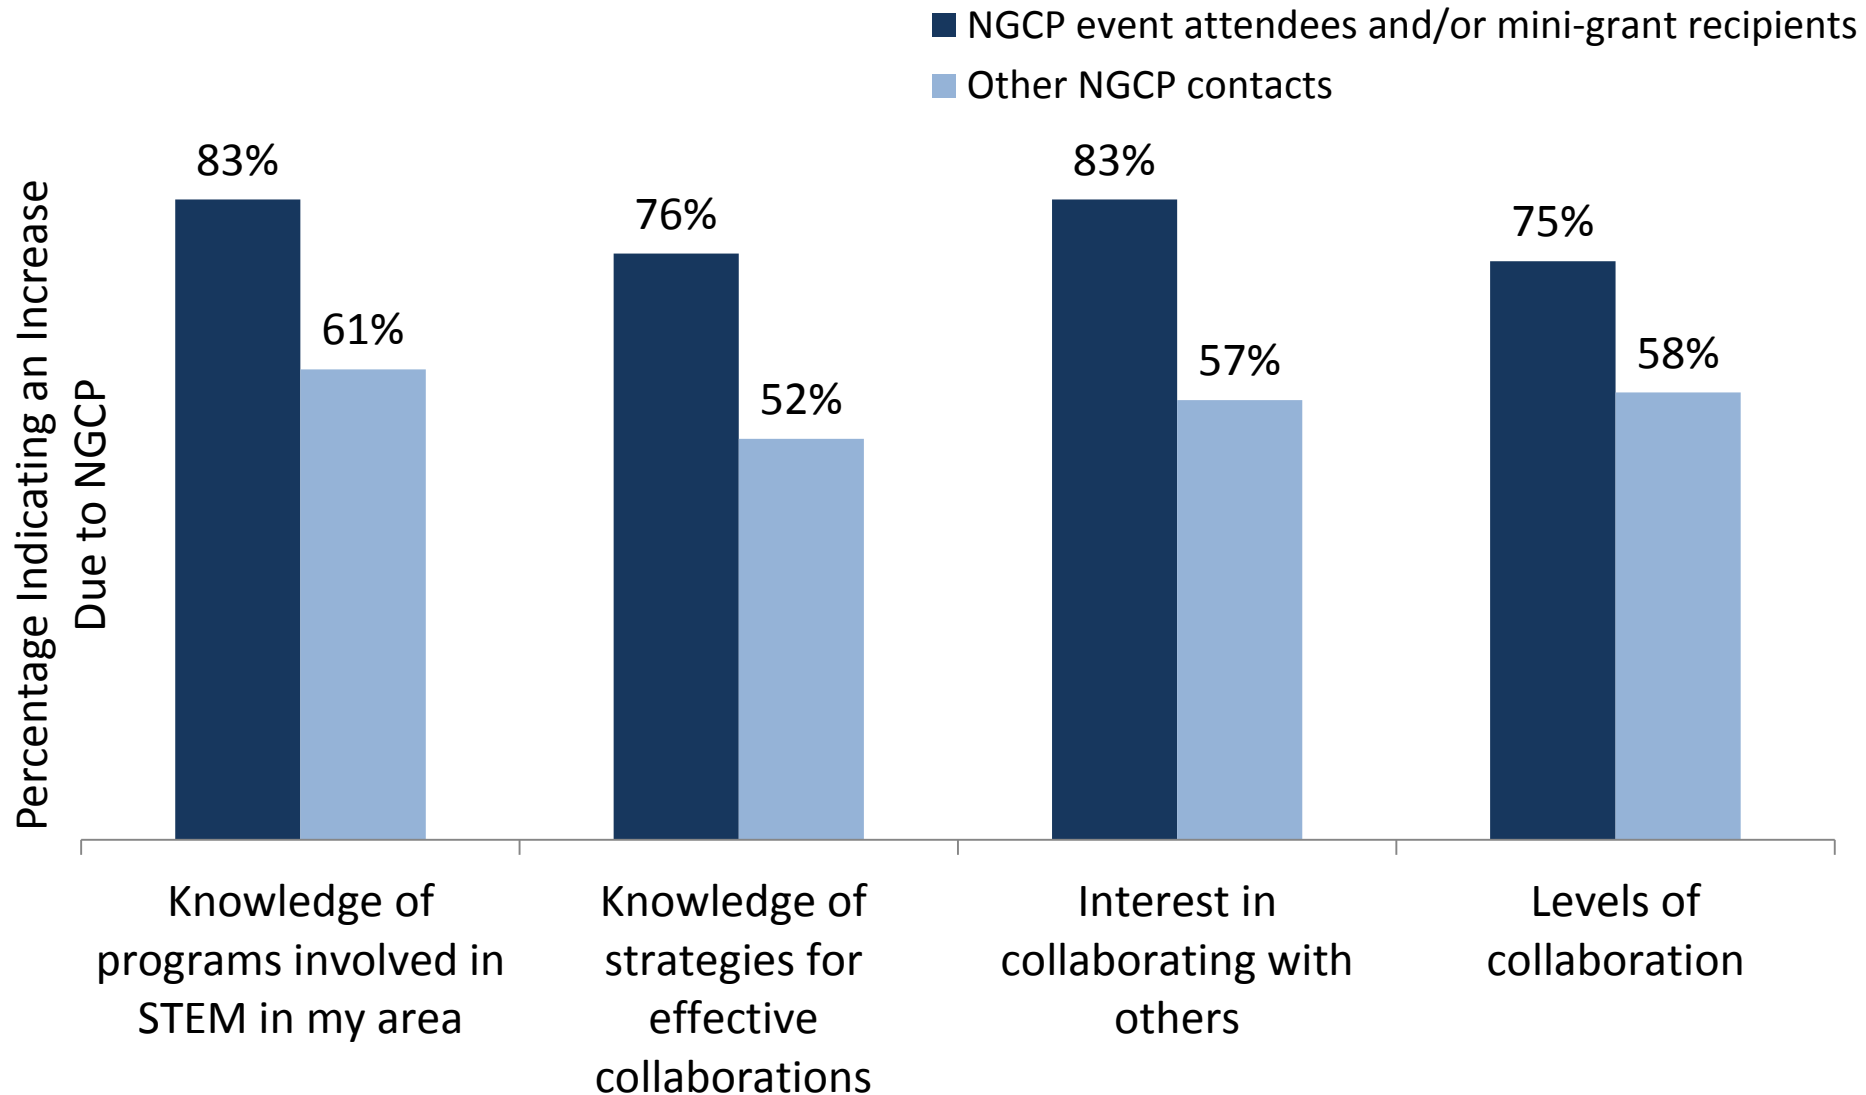 NGCP event attendees and/or mini-grant recipients
Other NGCP contacts
Percentage Indicating an Increase
Due to NGCP
83%
61%
76%
52%
83%
57%
75%
58%
Knowledge of
programs involved in
STEM in my area
Knowledge of
strategies for
effective
collaborations
Interest in
collaborating with
others
Levels of
collaboration